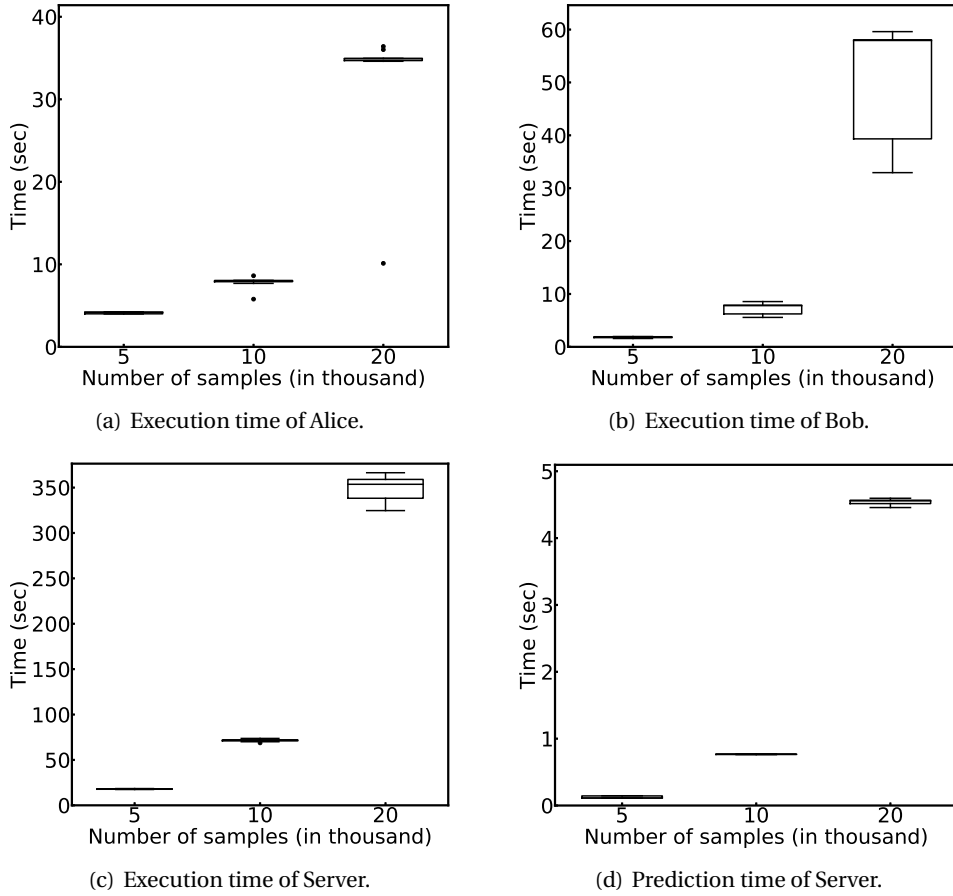 40
30
20
10
0
Time (sec)
5 10 20
Number of samples (in thousand)
(a) Execution time of Alice.
60
50
40
30
20
10
0
Time (sec)
5 10 20
Number of samples (in thousand)
(b) Execution time of Bob.
350
300
250
200
150
100
50
0
Time (sec)
5 10 20
Number of samples (in thousand)
(c) Execution time of Server.
5
4
3
2
1
0
Time (sec)
5 10 20
Number of samples (in thousand)
(d) Prediction time of Server.